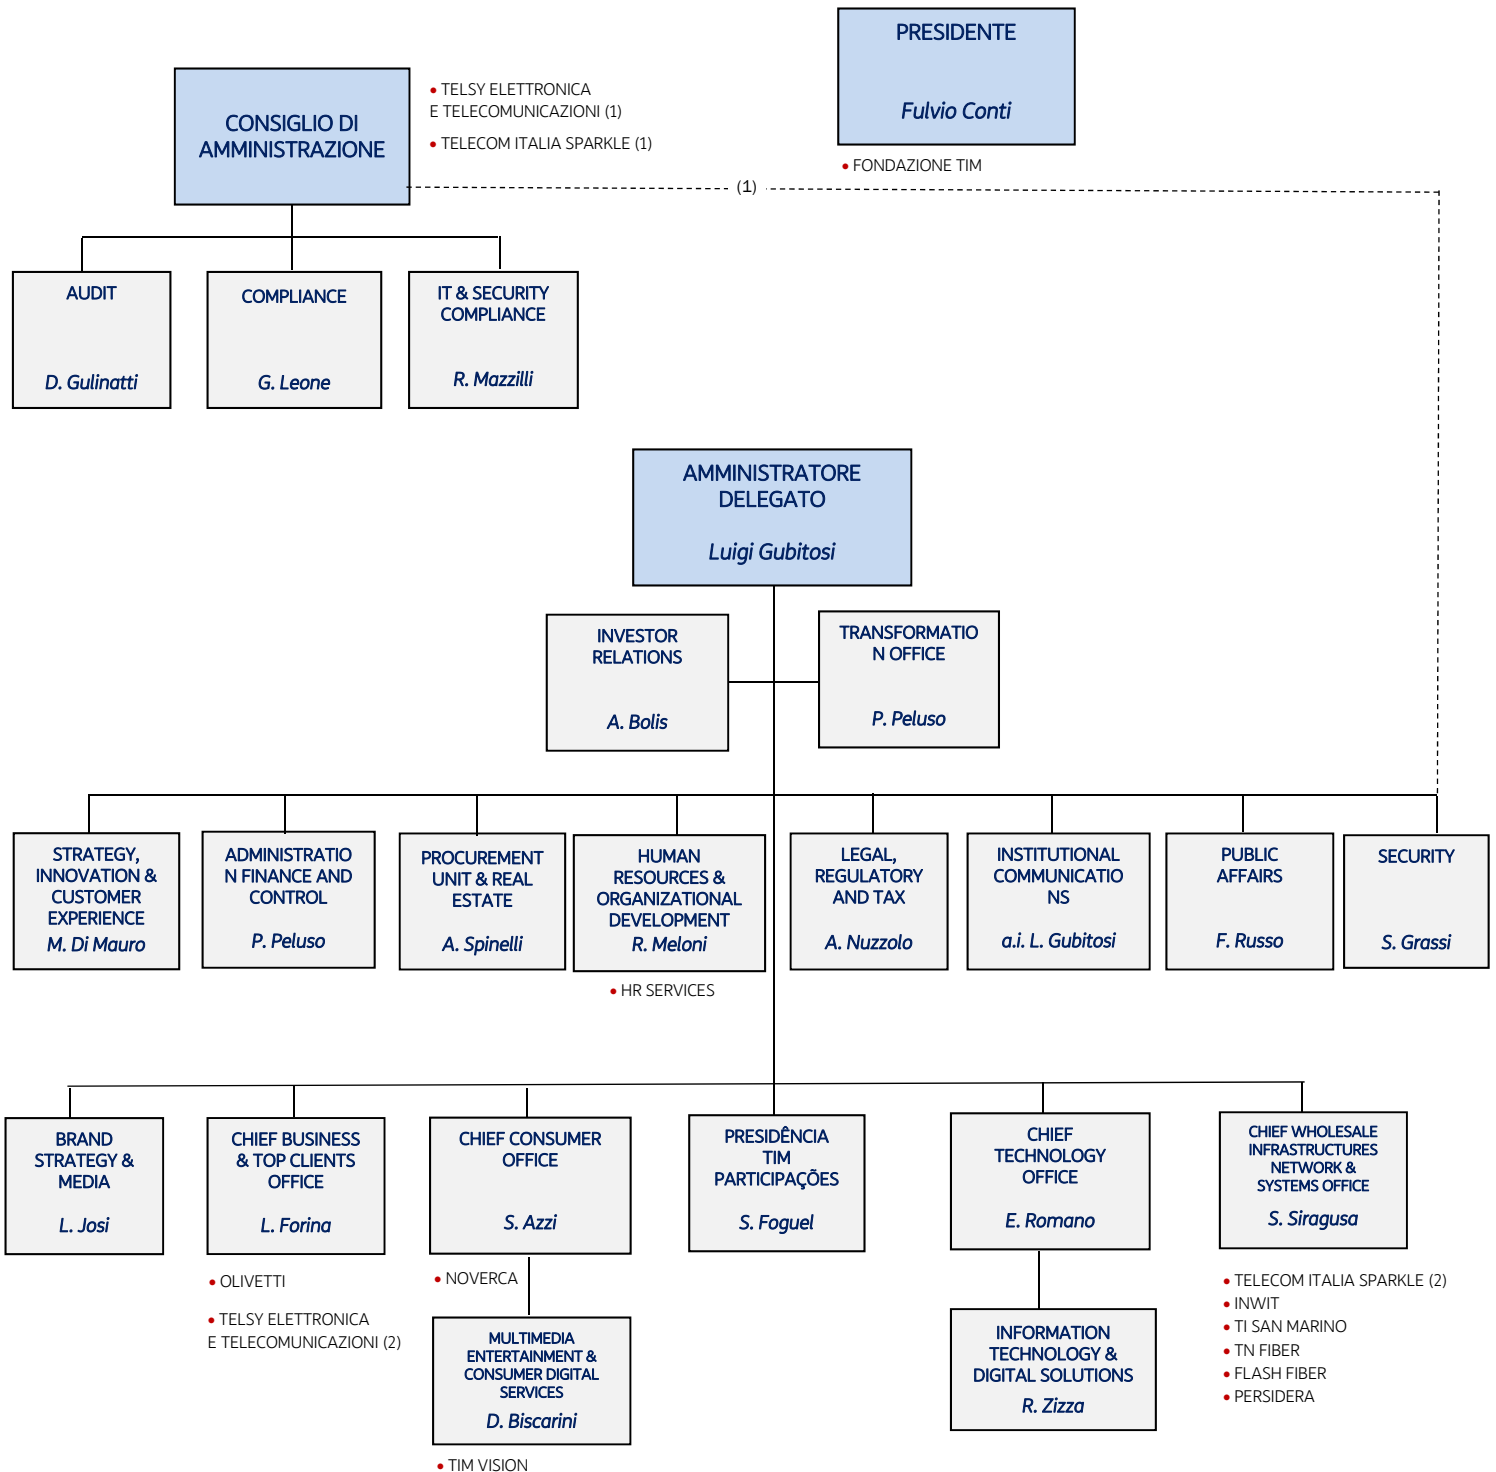 PRESIDENTE
Fulvio Conti
• FONDAZIONE TIM
CONSIGLIO DI
AMMINISTRAZIONE
• TELSY ELETTRONICA
E TELECOMUNICAZIONI (1)
• TELECOM ITALIA SPARKLE (1)
(1)
AUDIT
D. Gulinatti
COMPLIANCE
G. Leone
IT & SECURITY
COMPLIANCE
R. Mazzilli
AMMINISTRATORE
DELEGATO
Luigi Gubitosi
INVESTOR
RELATIONS
A. Bolis
TRANSFORMATIO
N OFFICE
P. Peluso
STRATEGY,
INNOVATION &
CUSTOMER
EXPERIENCE
M. Di Mauro
ADMINISTRATIO
N FINANCE AND
CONTROL
P. Peluso
PROCUREMENT
UNIT & REAL
ESTATE
A. Spinelli
HUMAN
RESOURCES &
ORGANIZATIONAL
DEVELOPMENT
R. Meloni
• HR SERVICES
LEGAL,
REGULATORY
AND TAX
A. Nuzzolo
INSTITUTIONAL
COMMUNICATIO
NS
a.i. L. Gubitosi
PUBLIC
AFFAIRS
F. Russo
SECURITY
S. Grassi
BRAND
STRATEGY &
MEDIA
L. Josi
CHIEF BUSINESS
& TOP CLIENTS
OFFICE
L. Forina
• OLIVETTI
• TELSY ELETTRONICA
E TELECOMUNICAZIONI (2)
CHIEF CONSUMER
OFFICE
S. Azzi
• NOVERCA
MULTIMEDIA
ENTERTAINMENT &
CONSUMER DIGITAL
SERVICES
D. Biscarini
• TIM VISION
PRESIDÊNCIA
TIM
PARTICIPAÇÕES
S. Foguel
CHIEF
TECHNOLOGY
OFFICE
E. Romano
INFORMATION
TECHNOLOGY &
DIGITAL SOLUTIONS
R. Zizza
CHIEF WHOLESALE
INFRASTRUCTURES
NETWORK &
SYSTEMS OFFICE
S. Siragusa
• TELECOM ITALIA SPARKLE (2)
• INWIT
• TI SAN MARINO
• TN FIBER
• FLASH FIBER
• PERSIDERA